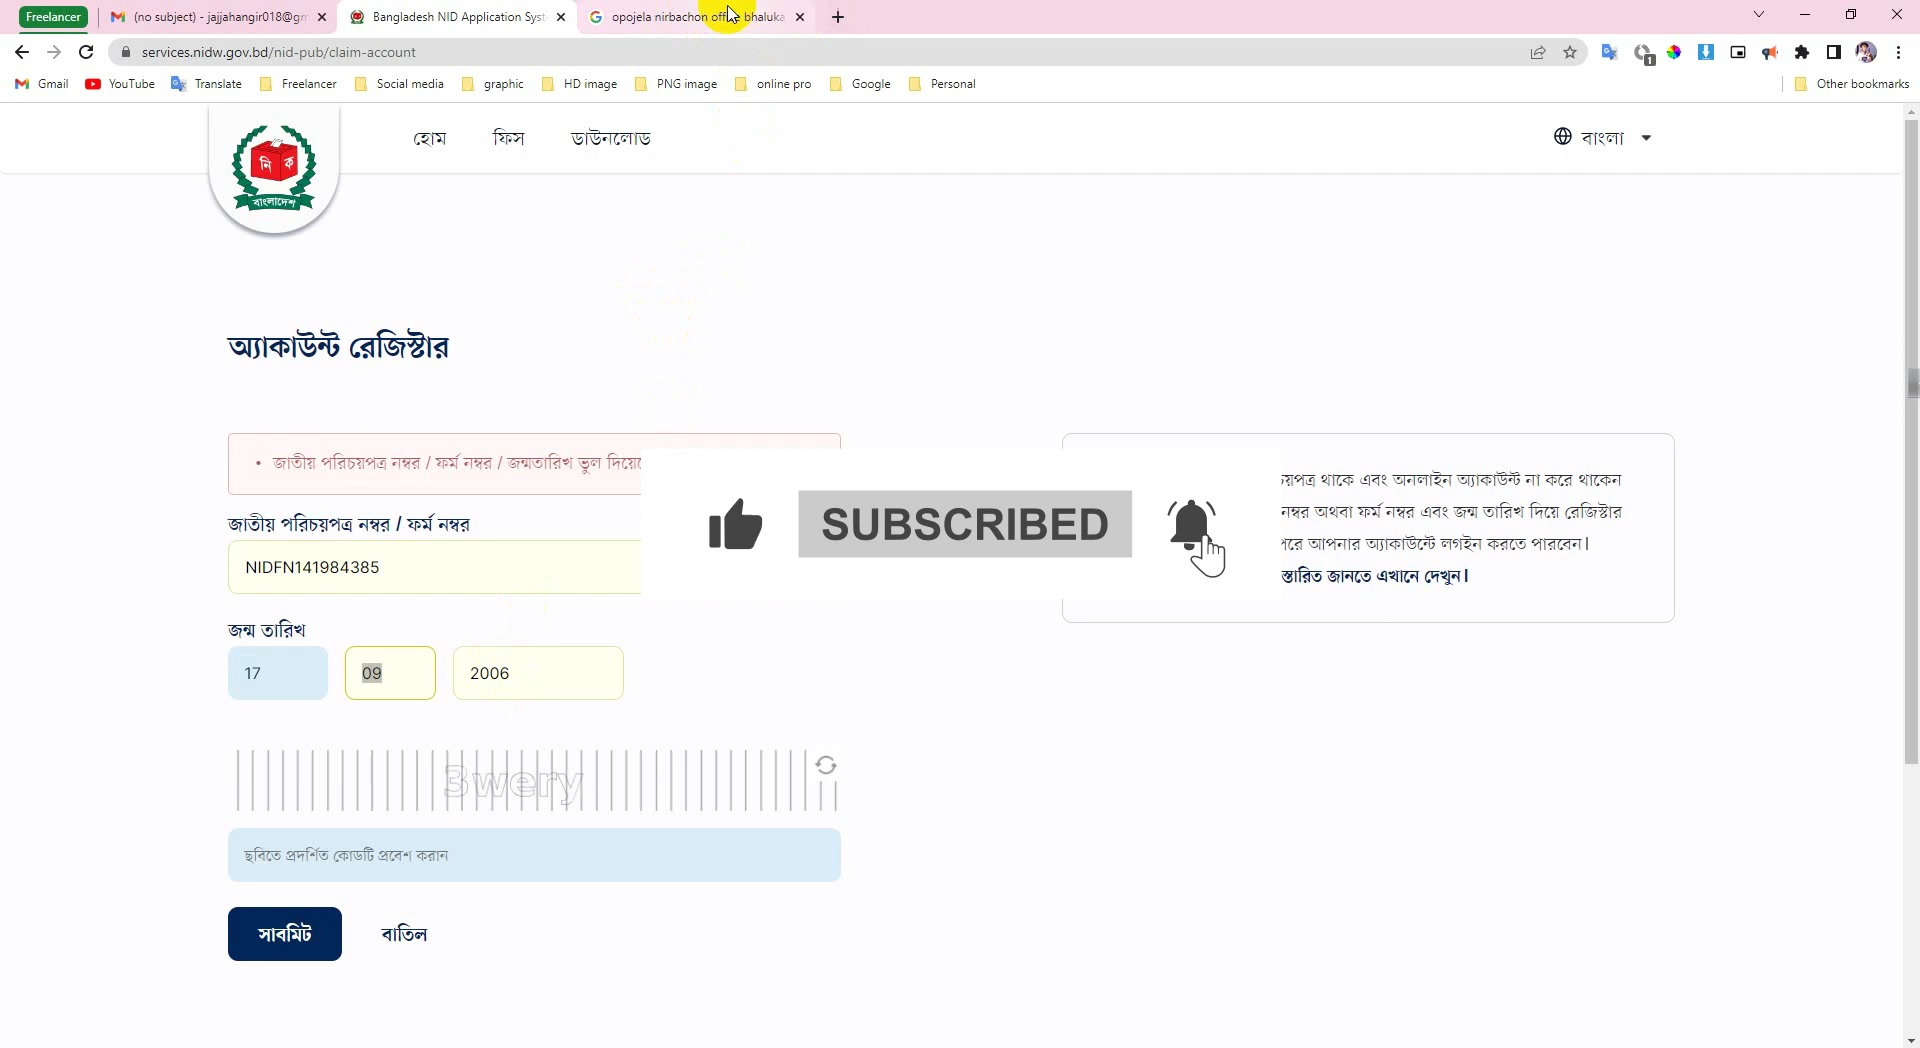 Freelancer
(no subject) - jajjahangir018@gm
Bangladesh NID Application Syst
opojela nirbachon bhaluka
services.nidw.gov.bd/nid-pub/claim-account
1
Gmail YouTube Translate Freelancer Social media graphic HD image PNG image online pro Google Personal Other bookmarks
নি ক
বাংলাদেশ
হোম ফিস ডাউনলোড বাংলা
অ্যাকাউন্ট রেজিস্টার
• জাতীয় পরিচয়পত্র নম্বর / ফর্ম নম্বর / জন্মতারিখ ভুল
জাতীয় পরিচয়পত্র নম্বর / ফর্ম নম্বর
NIDFN141984385
জন্ম তারিখ
17 09 2006
3wery
ছবিতে প্রদর্শিত কোডটি প্রবেশ করান
সাবমিট বাতিল
SUBSCRIBED
থাকে এবং অনলাইন অ্যাকাউন্ট না করে থাকেন
নম্বর অথবা ফর্ম নম্বর এবং জন্ম তারিখ দিয়ে রেজিস্টার
আপনার অ্যাকাউন্টে লগইন করতে পারবেন।
জানতে এখানে দেখুন।